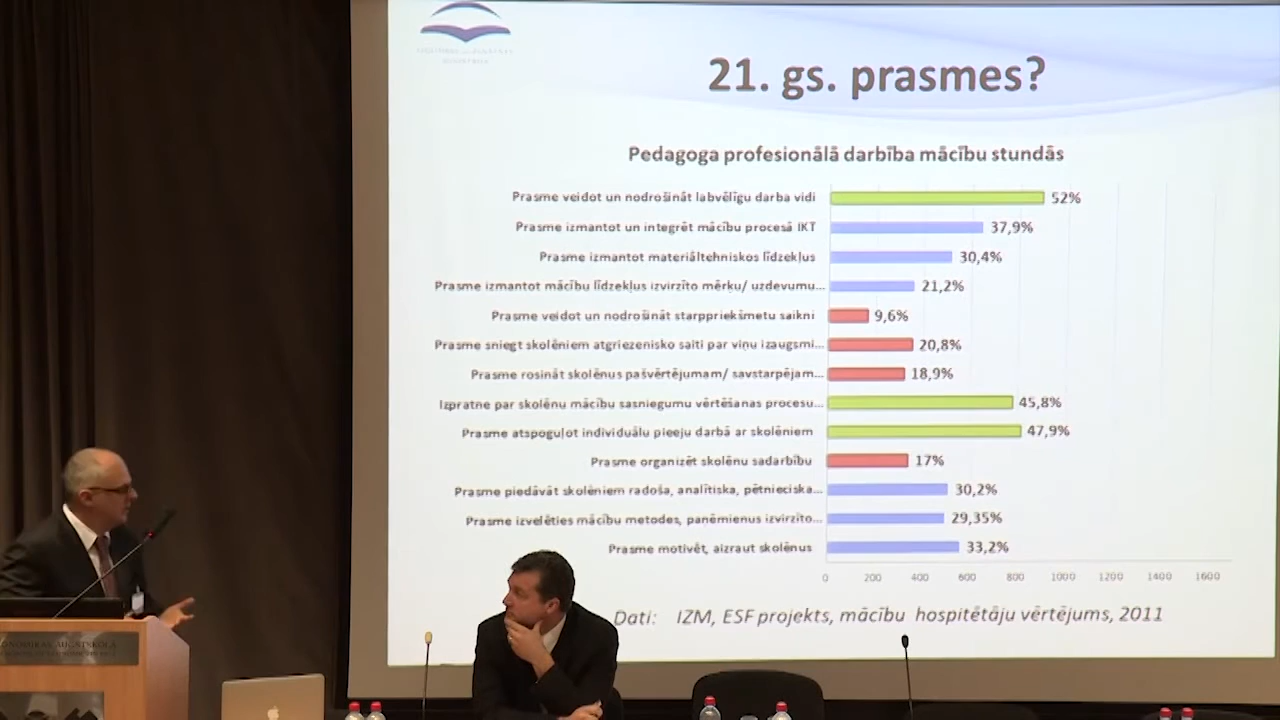 21. gs. prasmes?
Pedagoga profesionālā darbība mācību stundās
Prasme veidot un nodrošināt labvēlīgu darba vidi 52%
Prasme izmantot un integrēt mācību procesā IKT 37,9%
Prasme izmantot materiāltehniskos līdzekļus 30,4%
Prasme izmantot mācību līdzekļus izvirzīto mērķu/ uzdevumu... 21,2%
Prasme veidot un nodrošināt starppriekšmetu saikni 9,6%
Prasme sniegt skolēniem atgriezenisko saiti par viņu izaugsmi... 20,8%
Prasme rosināt skolēnus pašvērtējumam/ savstarpējam... 18,9%
Izpratne par skolēnu mācību sasniegumu vērtēšanas procesu... 45,8%
Prasme atspoguļot individuālu pieeju darbā ar skolēniem 47,9%
Prasme organizēt skolēnu sadarbību 17%
Prasme piedāvāt skolēniem radoša, analītiska, pētnieciska... 30,2%
Prasme izvēlēties mācību metodes, paņēmienus izvirzīto... 29,35%
Prasme motivēt, aizraut skolēnus 33,2%
0 200 400 600 800 1000 1200 1400 1600
Dati: IZM, ESF projekts, mācību hospitētāju vērtējums, 2011
AUGSTSKOLA